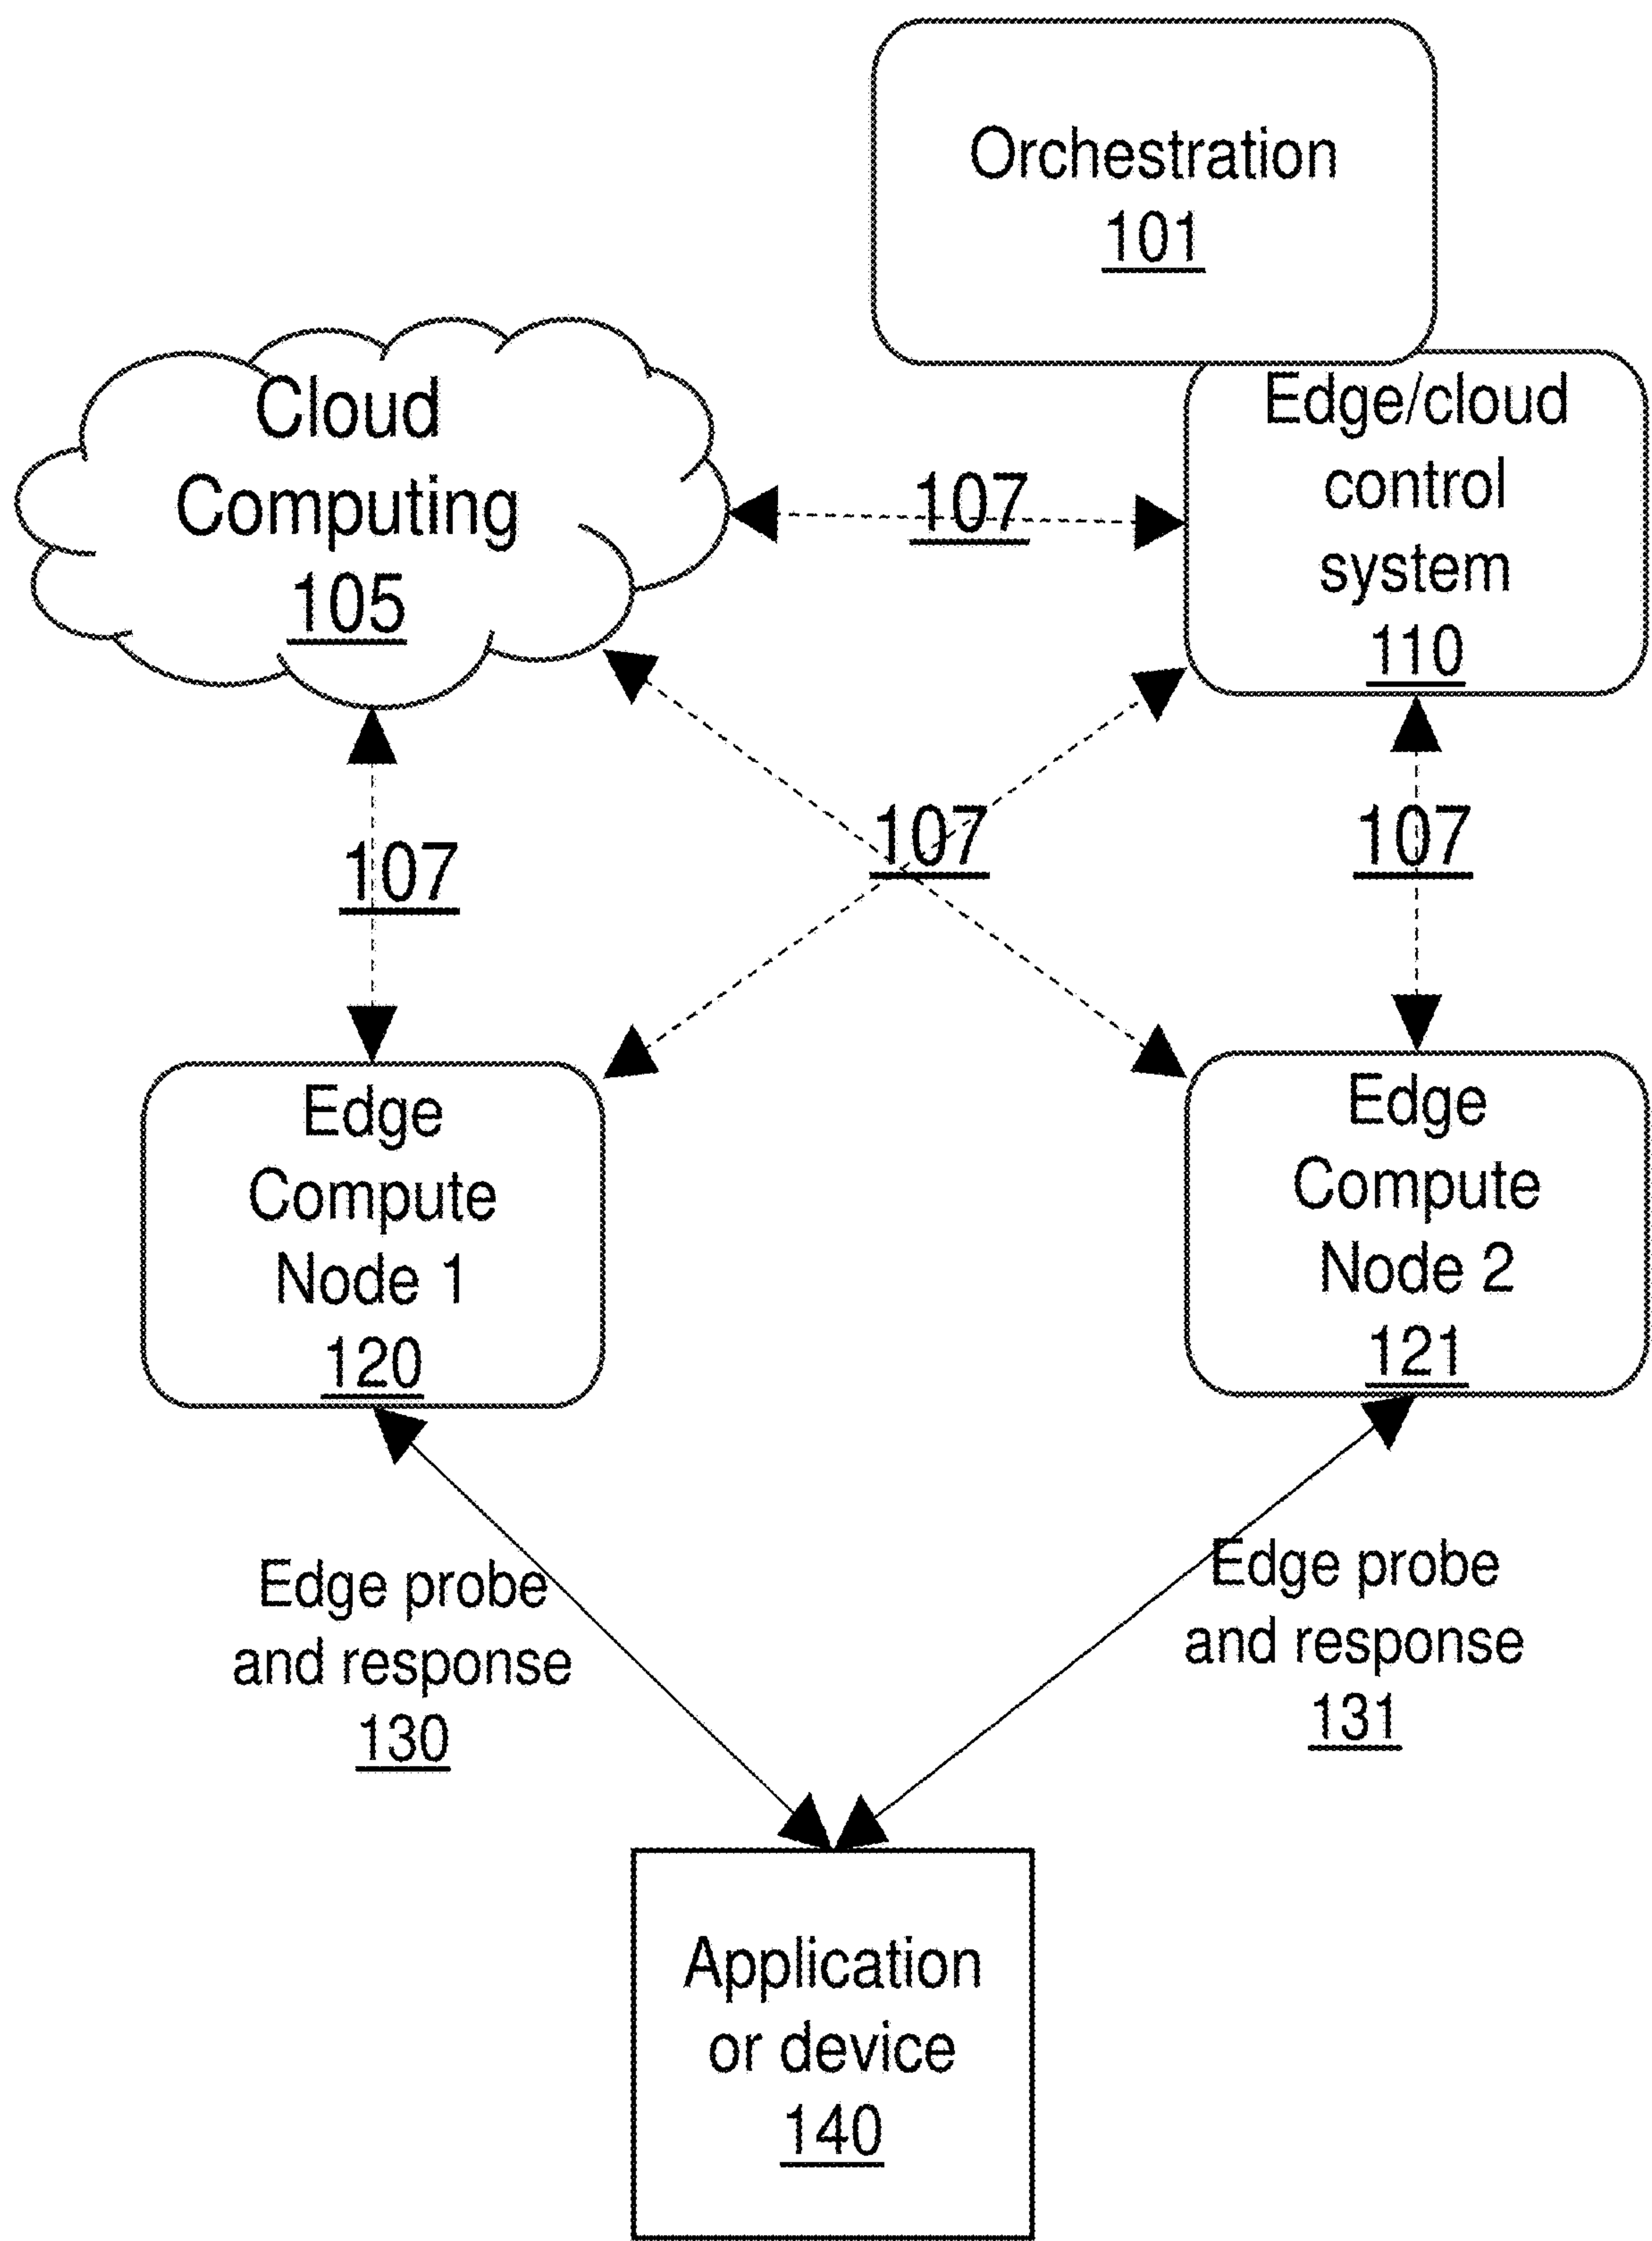 Orchestration
101
Cloud
Computing
105
107
Edge/cloud
control
system
110
107
107
107
Edge
Compute
Node 1
120
Edge
Compute
Node 2
121
Edge probe
and response
130
Edge probe
and response
131
Application
or device
140